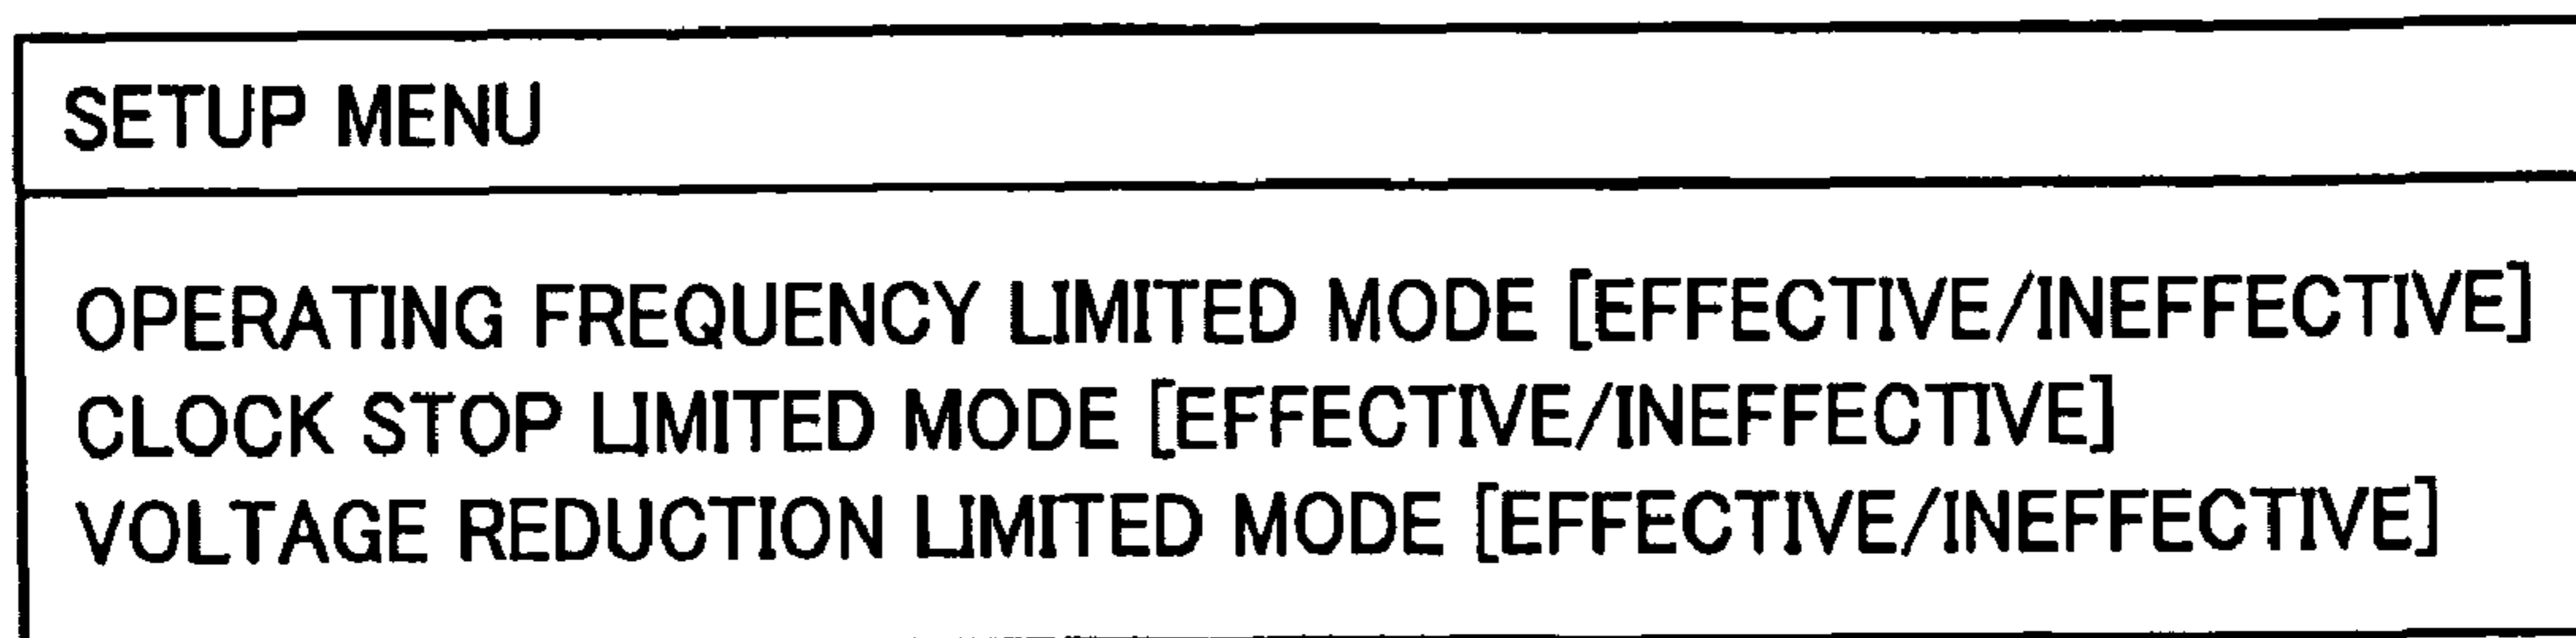 SETUP MENU
OPERATING FREQUENCY LIMITED MODE [EFFECTIVE/INEFFECTIVE]
CLOCK STOP LIMITED MODE [EFFECTIVE/INEFFECTIVE]
VOLTAGE REDUCTION LIMITED MODE [EFFECTIVE/INEFFECTIVE]